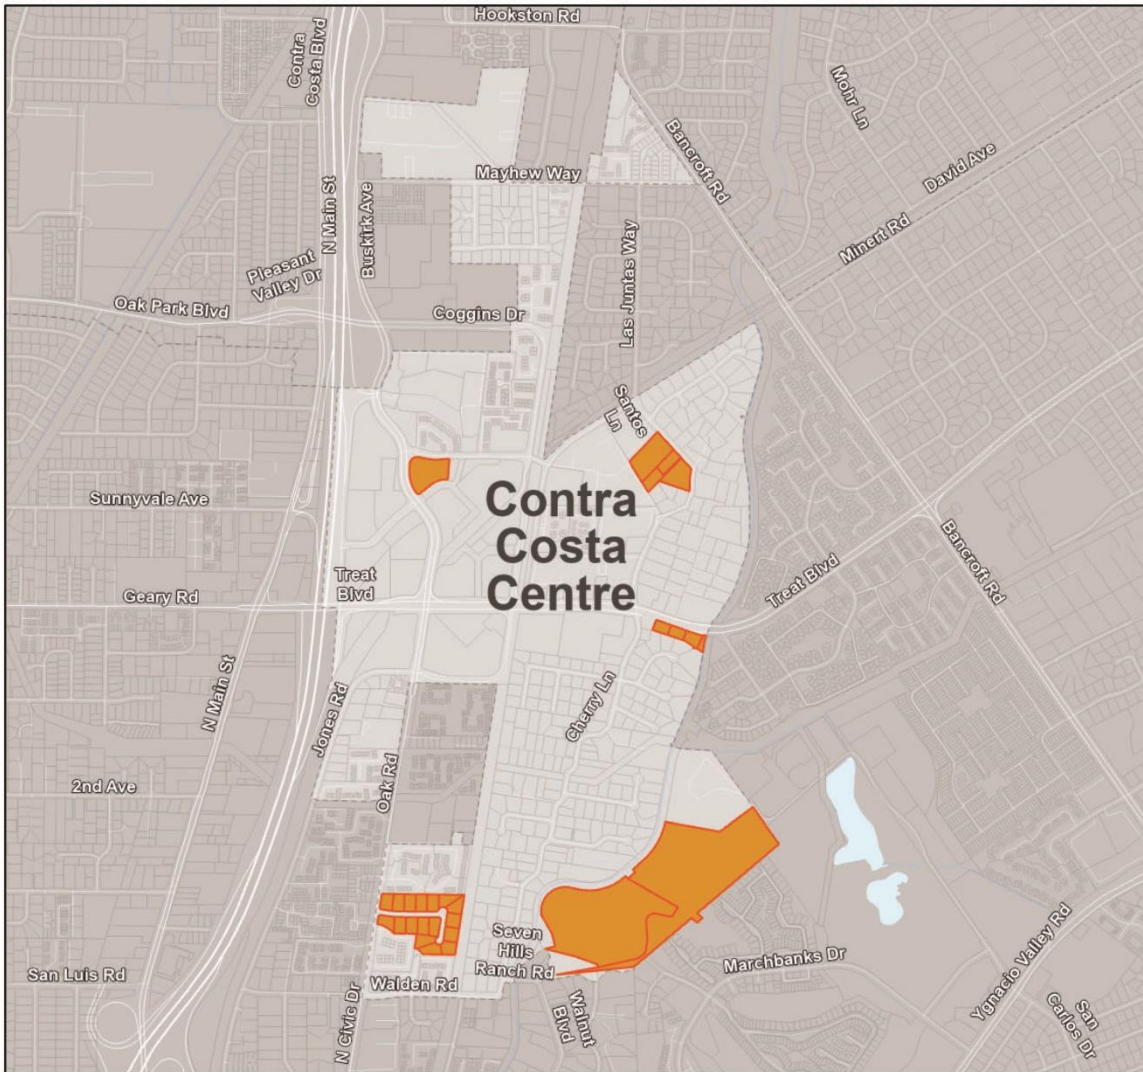 Hookston Rd
Contra
Costa Blvd
Mohr Ln
Bancroft Rd
David Ave
Mayhew Way
N Main St
Buskirk Ave
Minert Rd
Las Juntas Way
Pleasant
Valley Dr
Oak Park Blvd
Coggins Dr
Santos
Ln
Sunnyvale Ave
Contra
Costa
Centre
Bancroft Rd
Treat
Blvd
Treat Blvd
Geary Rd
N Main St
Jones Rd
Cherry Ln
2nd Ave
Oak Rd
Seven
Hills
Ranch Rd
San Luis Rd
Walden Rd
Marchbanks Dr
Ygnacio Valley Rd
N Civic Dr
Walnut
Blvd
San
Carlos Dr